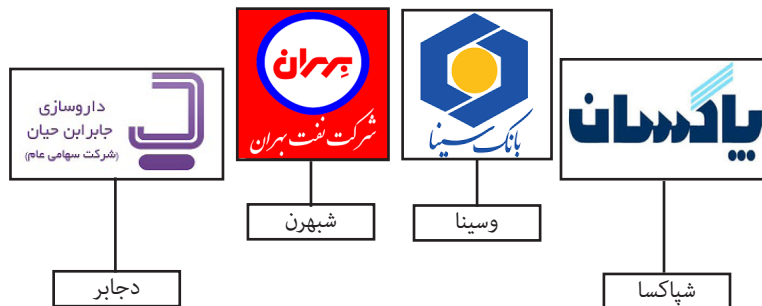 پاکسان
بانک سینا
بهران
شرکت نفت بهران
داروسازی
جابرابن حیان
(شرکت سهامی عام)
شپاکسا
وسینا
شبهرن
دجابر